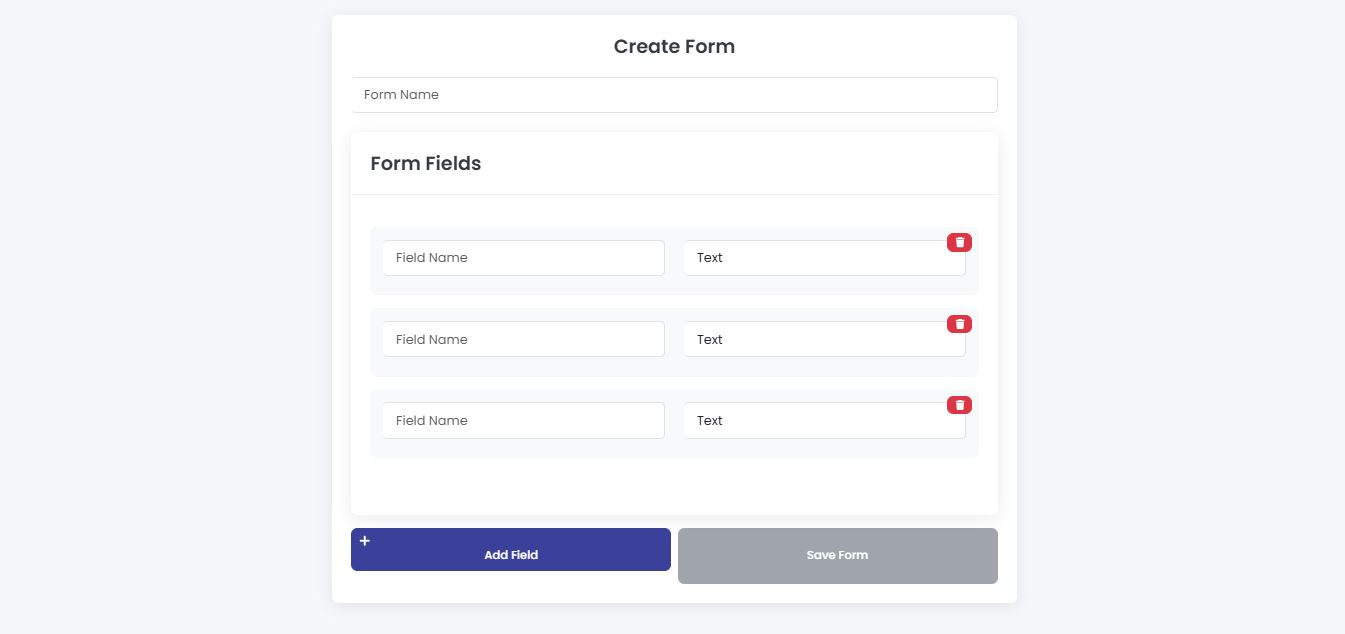 Create Form
Form Name
Form Fields
Field Name
Text
Field Name
Text
Field Name
Text
+
Add Field
Save Form